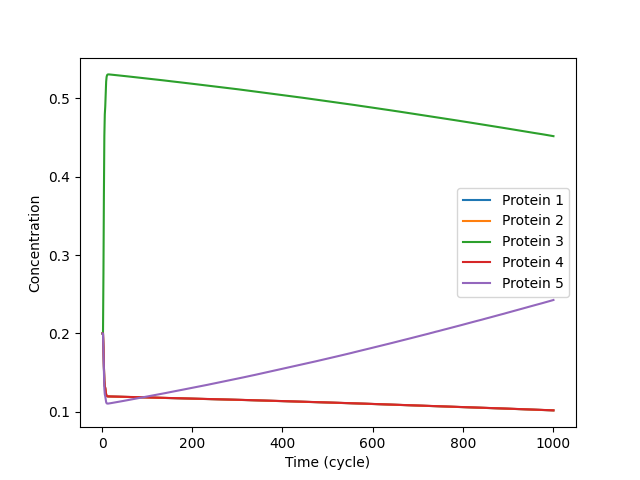 0.5
0.4
0.3
0.2
0.1
Concentration
Protein 1
Protein 2
Protein 3
Protein 4
Protein 5
0 200 400 600 800 1000
Time (cycle)